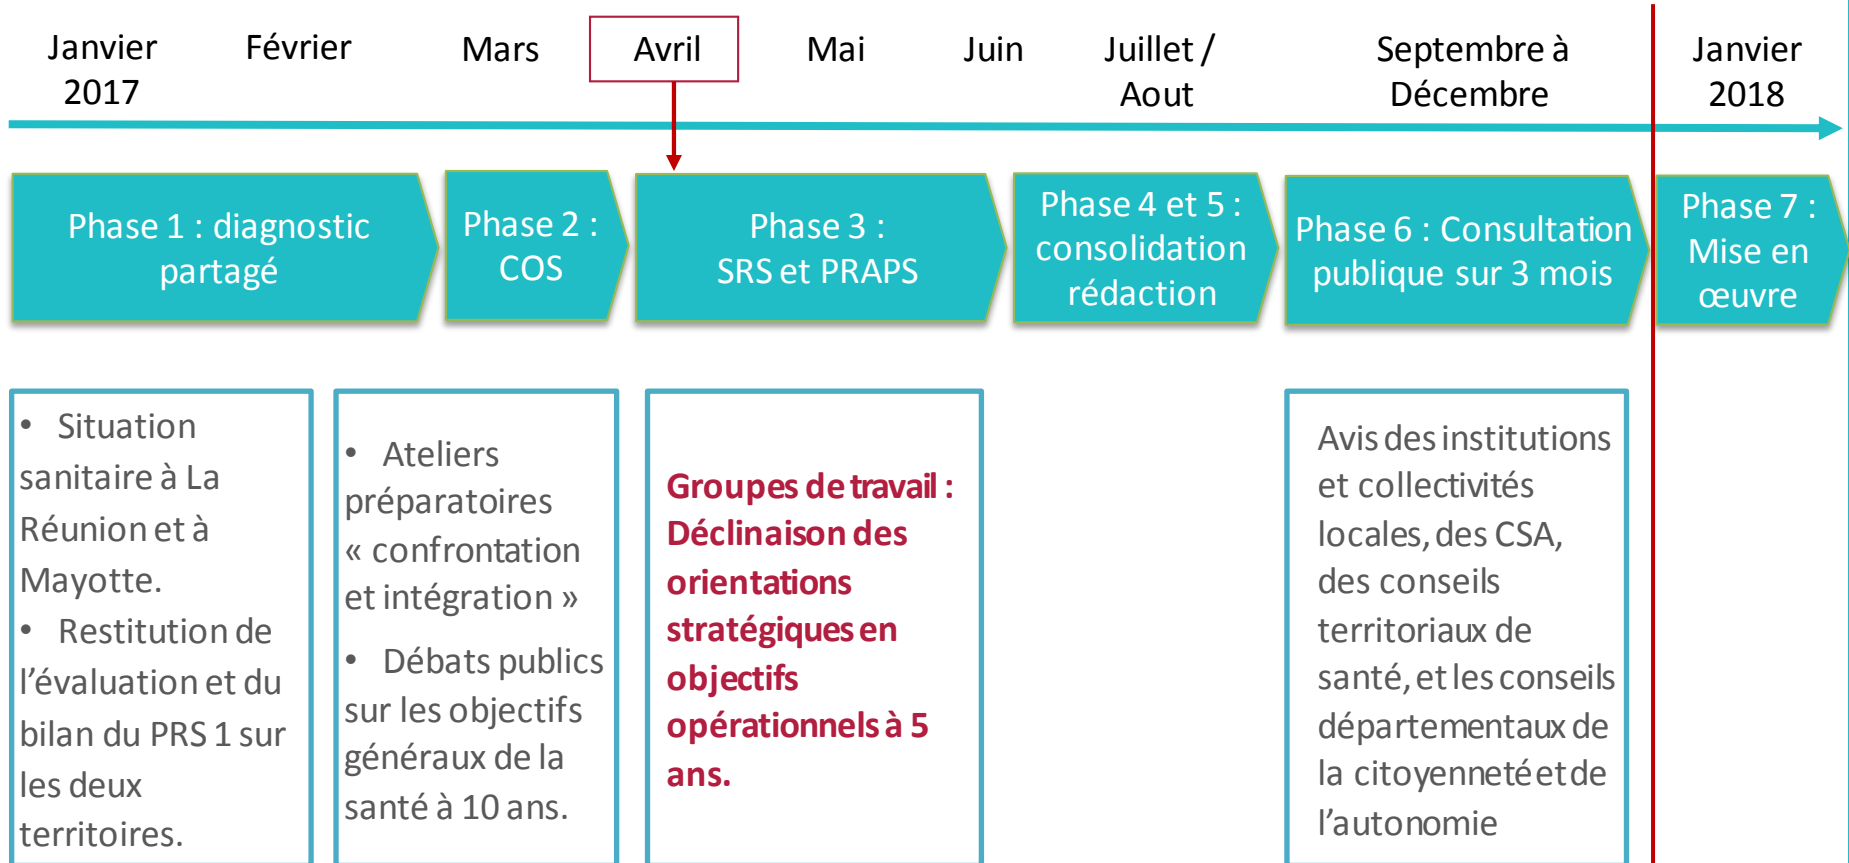 Janvier
2017
Février
Mars
Avril
Mai
Juin
Juillet /
Aout
Septembre à
Décembre
Janvier
2018
Phase 1 : diagnostic
partagé
Phase 2 :
COS
Phase 3 :
SRS et PRAPS
Phase 4 et 5 :
consolidation
rédaction
Phase 6 : Consultation
publique sur 3 mois
Phase 7 :
Mise en
œuvre
• Situation
sanitaire à La
Réunion et à
Mayotte.
• Restitution de
l’évaluation et du
bilan du PRS 1 sur
les deux
territoires.
• Ateliers
préparatoires
« confrontation
et intégration »
• Débats publics
sur les objectifs
généraux de la
santé à 10 ans.
Groupes de travail :
Déclinaison des
orientations
stratégiques en
objectifs
opérationnels à 5
ans.
Avis des institutions
et collectivités
locales, des CSA,
des conseils
territoriaux de
santé, et les conseils
départementaux de
la citoyenneté et de
l’autonomie